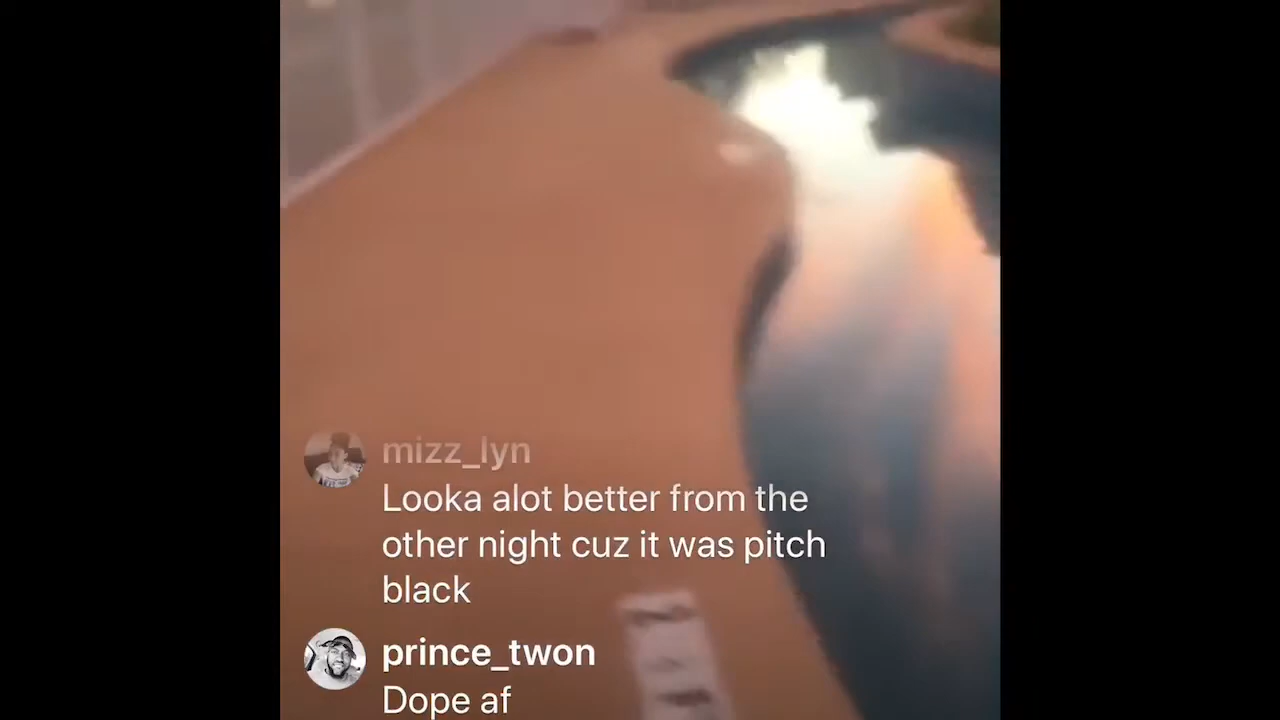 mizz_lyn
Looka alot better from the
other night cuz it was pitch
black
prince_twon
Dope af